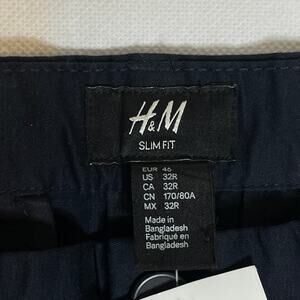 H&M
SLIM FIT
EUR 46
US 32R
CA 32R
CN 170/80A
MX 32R
Made in
Bangladesh
Fabriqué en
Bangladesh